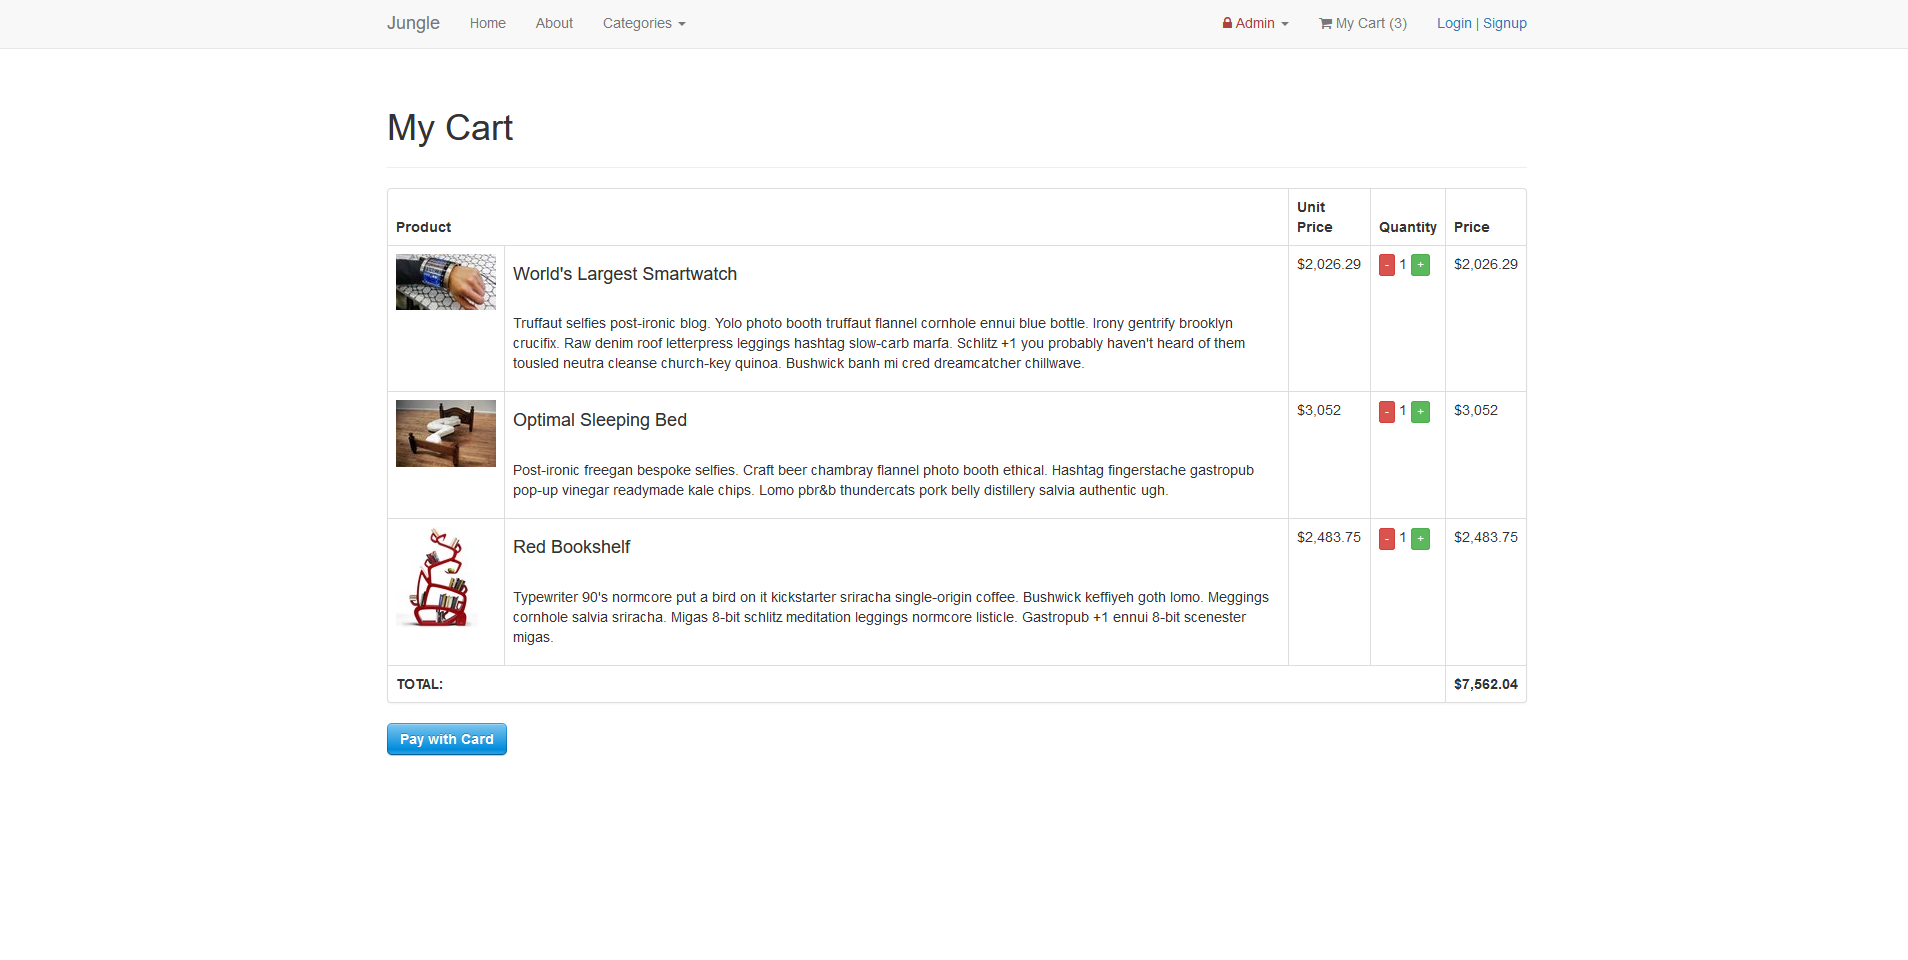 Jungle Home About Categories Admin My Cart (3) Login | Signup
My Cart
Product Unit Price Quantity Price
World's Largest Smartwatch $2,026.29 - 1 + $2,026.29
Truffaut selfies post-ironic blog. Yolo photo booth truffaut flannel cornhole ennui blue bottle. Irony gentrify brooklyn
crucifix. Raw denim roof letterpress leggings hashtag slow-carb marfa. Schlitz +1 you probably haven't heard of them
tousled neutra cleanse church-key quinoa. Bushwick banh mi cred dreamcatcher chillwave.
Optimal Sleeping Bed $3,052 - 1 + $3,052
Post-ironic freegan bespoke selfies. Craft beer chambray flannel photo booth ethical. Hashtag fingerstache gastropub
pop-up vinegar readymade kale chips. Lomo pbr&b thundercats pork belly distillery salvia authentic ugh.
Red Bookshelf $2,483.75 - 1 + $2,483.75
Typewriter 90's normcore put a bird on it kickstarter sriracha single-origin coffee. Bushwick keffiyeh goth lomo. Meggings
cornhole salvia sriracha. Migas 8-bit schlitz meditation leggings normcore listicle. Gastropub +1 ennui 8-bit scenester
migas.
TOTAL: $7,562.04
Pay with Card